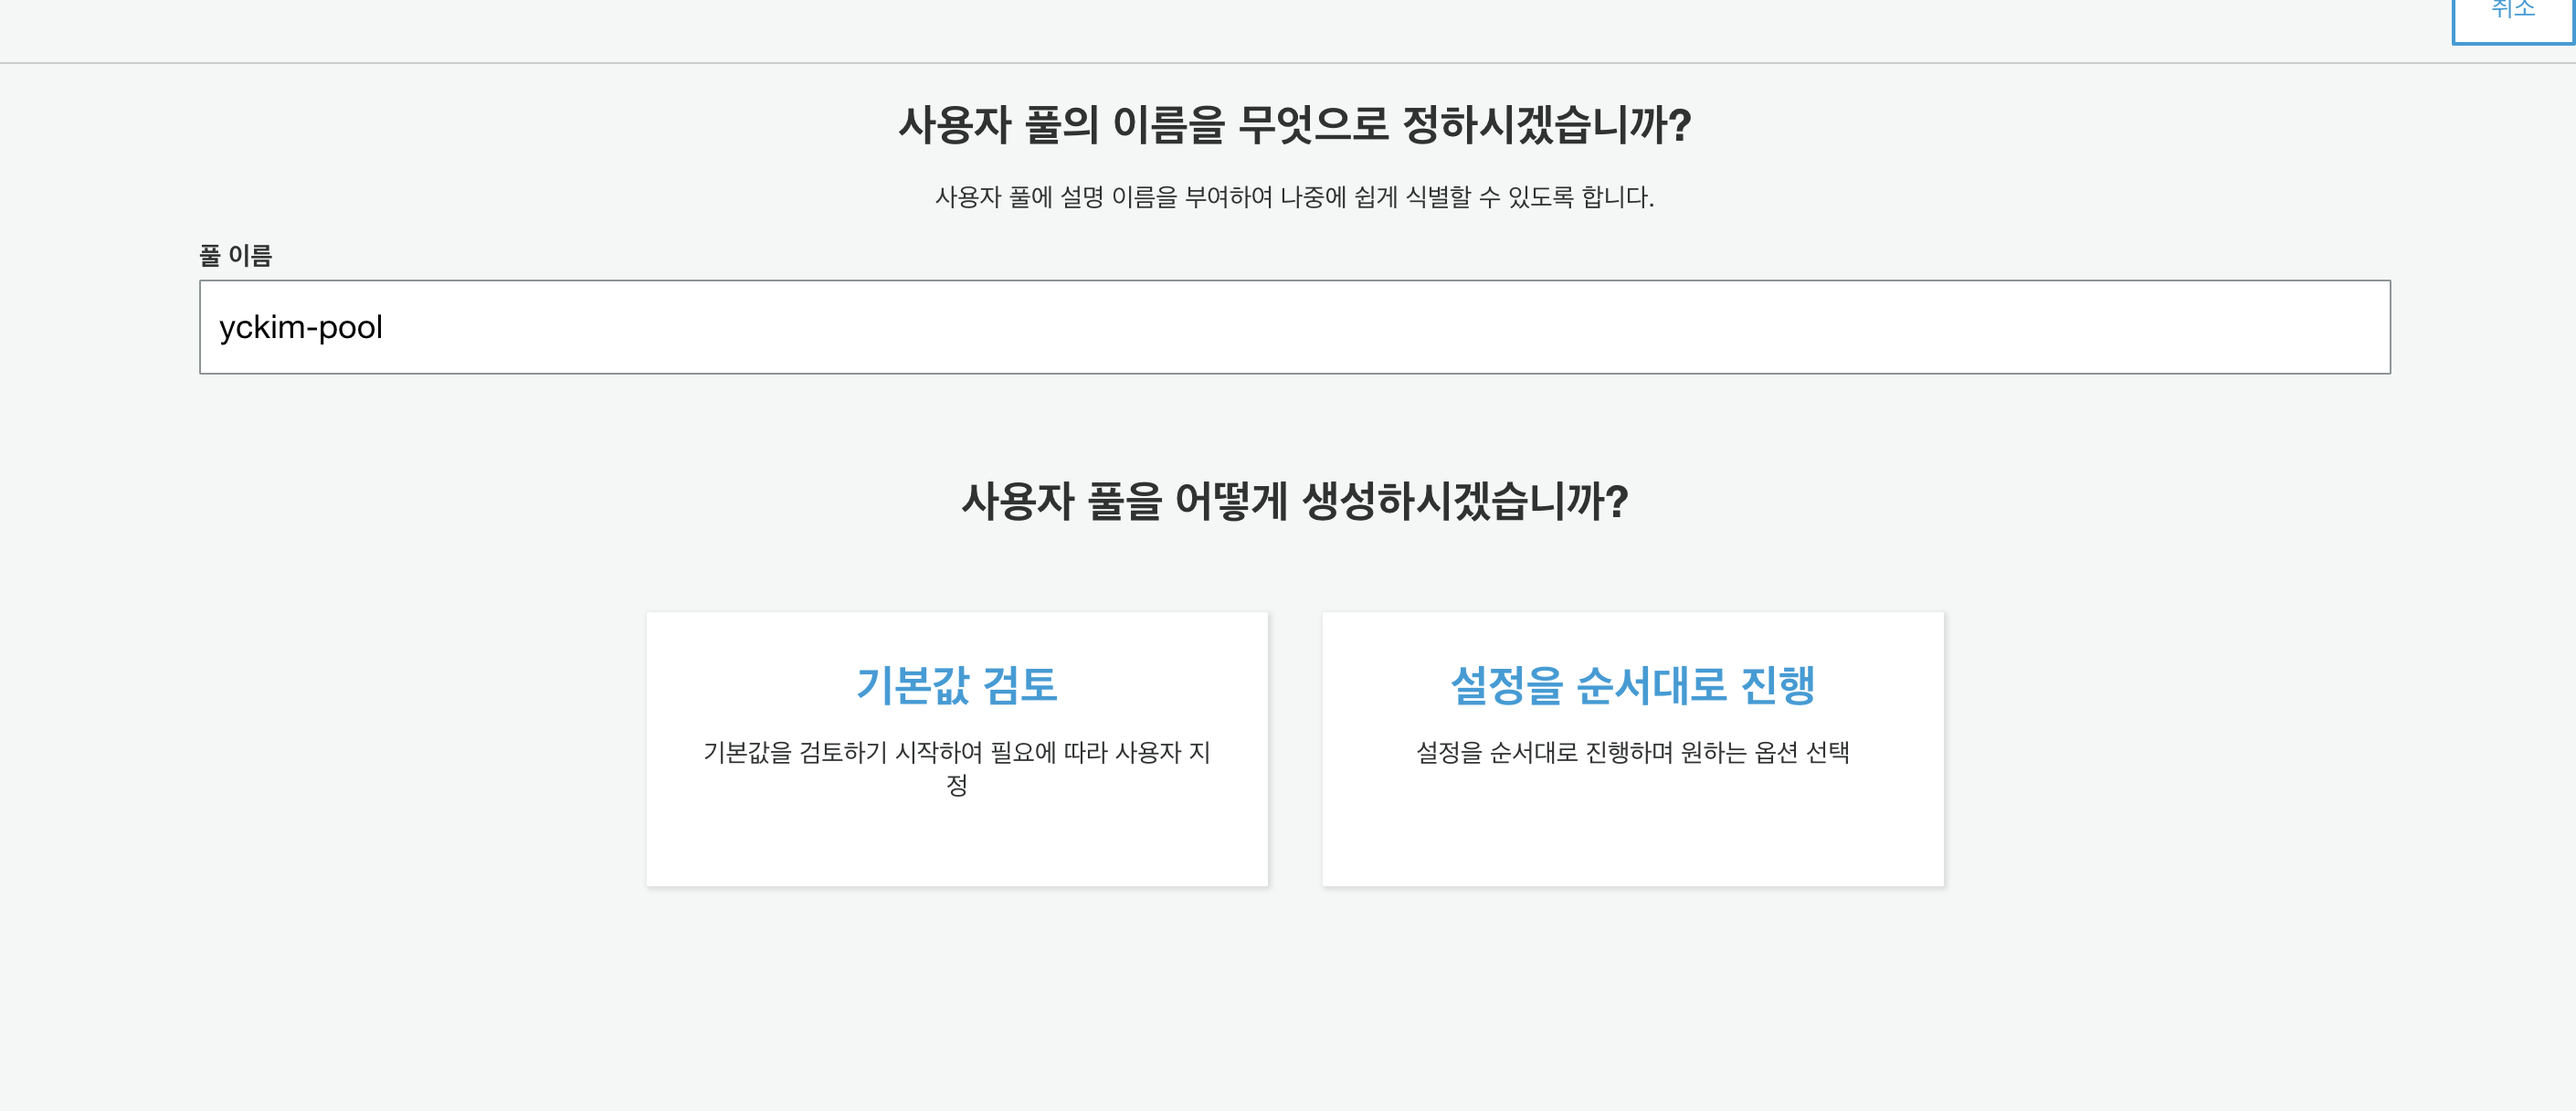 취소
사용자 풀의 이름을 무엇으로 정하시겠습니까?
사용자 풀에 설명 이름을 부여하여 나중에 쉽게 식별할 수 있도록 합니다.
풀 이름
yckim-pool
사용자 풀을 어떻게 생성하시겠습니까?
기본값 검토
기본값을 검토하기 시작하여 필요에 따라 사용자 지
정
설정을 순서대로 진행
설정을 순서대로 진행하며 원하는 옵션 선택